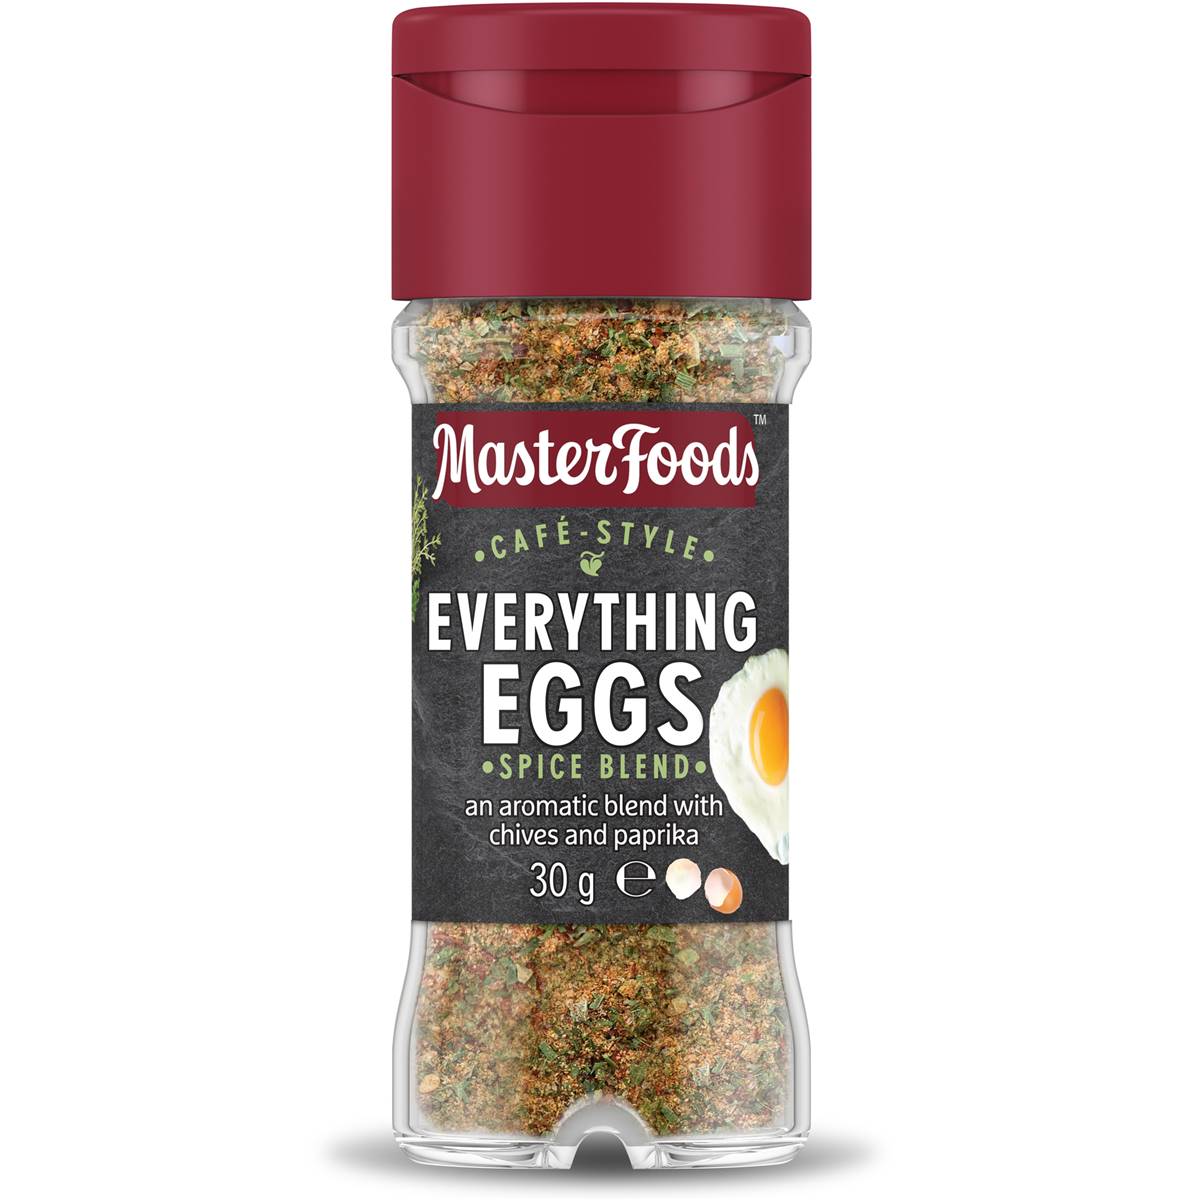 MasterFoods™
•CAFÉ-STYLE•
EVERYTHING
EGGS
•SPICE BLEND•
an aromatic blend with
chives and paprika
30 g ℮